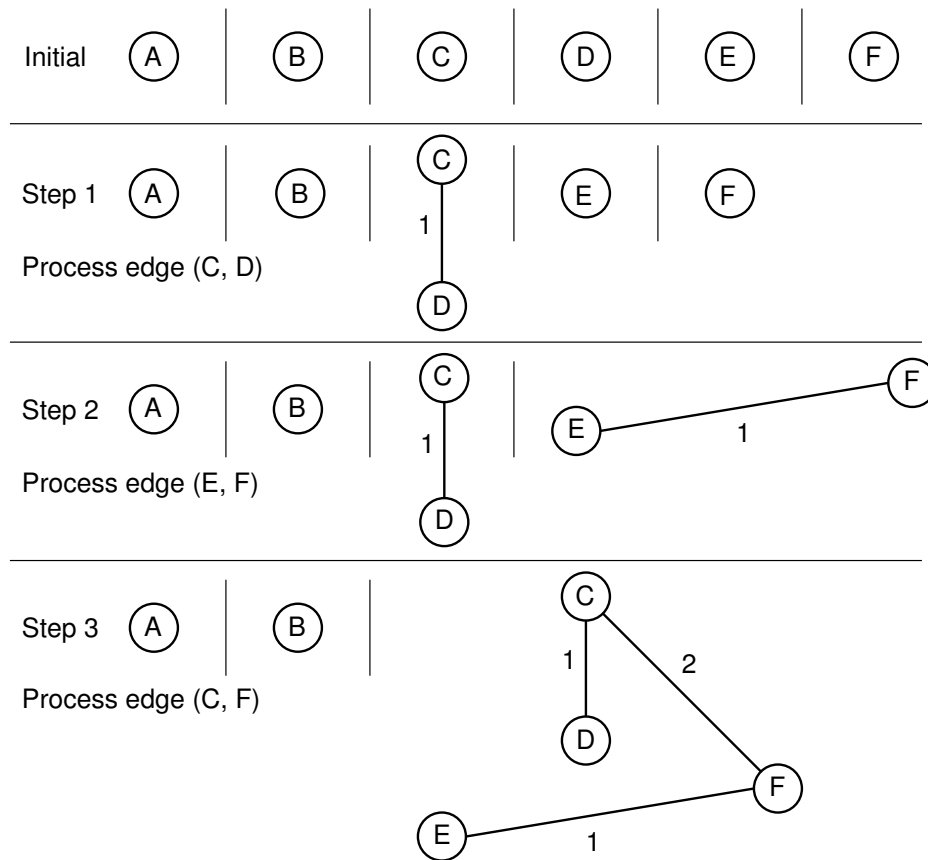 Initial A B C D E F
C
Step 1 A B E F
1
Process edge (C, D)
D
C F
Step 2 A B E
1 1
Process edge (E, F)
D
C
Step 3 A B
1 2
Process edge (C, F)
D
F
E
1